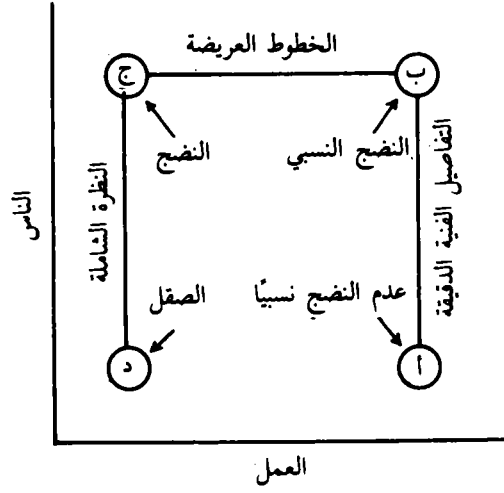 الخطوط العريضة
ب
ج
النضج النسبي
النضج
التفاصيل الفنية الدقيقة
النظرة الشاملة
الناس
عدم النضج نسبيًا
الصقل
أ
د
العمل